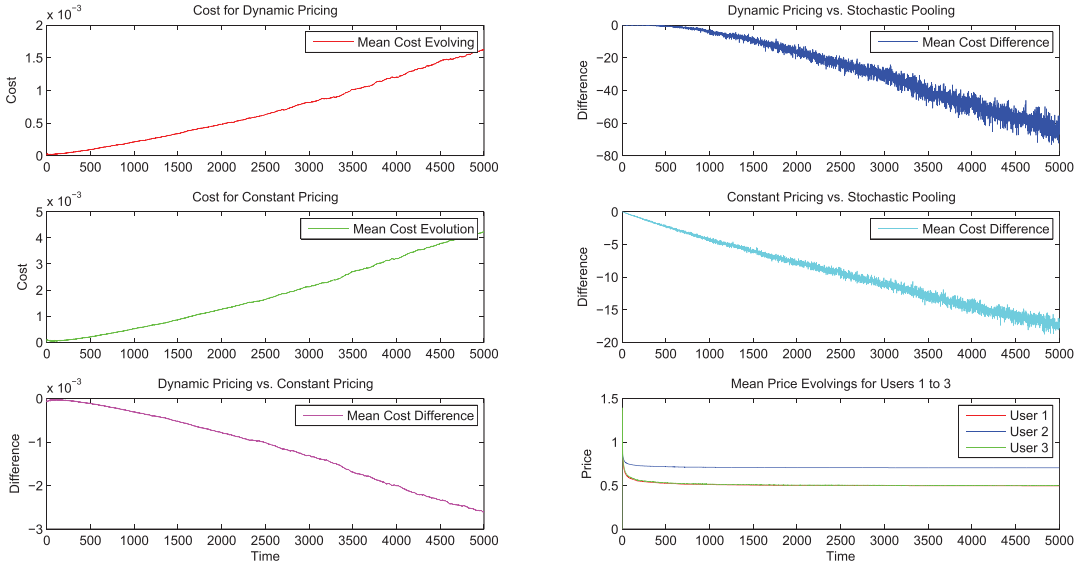 Cost for Dynamic Pricing
x 10⁻³
2
1.5
1
0.5
0
Cost
Mean Cost Evolving
0 500 1000 1500 2000 2500 3000 3500 4000 4500 5000
Dynamic Pricing vs. Stochastic Pooling
0
−20
−40
−60
−80
Difference
Mean Cost Difference
0 500 1000 1500 2000 2500 3000 3500 4000 4500 5000
Cost for Constant Pricing
x 10⁻³
5
4
3
2
1
0
Cost
Mean Cost Evolution
0 500 1000 1500 2000 2500 3000 3500 4000 4500 5000
Constant Pricing vs. Stochastic Pooling
0
−5
−10
−15
−20
Difference
Mean Cost Difference
0 500 1000 1500 2000 2500 3000 3500 4000 4500 5000
Dynamic Pricing vs. Constant Pricing
x 10⁻³
0
−1
−2
−3
Difference
Mean Cost Difference
0 500 1000 1500 2000 2500 3000 3500 4000 4500 5000
Time
Mean Price Evolvings for Users 1 to 3
1.5
1
0.5
0
Price
User 1
User 2
User 3
0 500 1000 1500 2000 2500 3000 3500 4000 4500 5000
Time